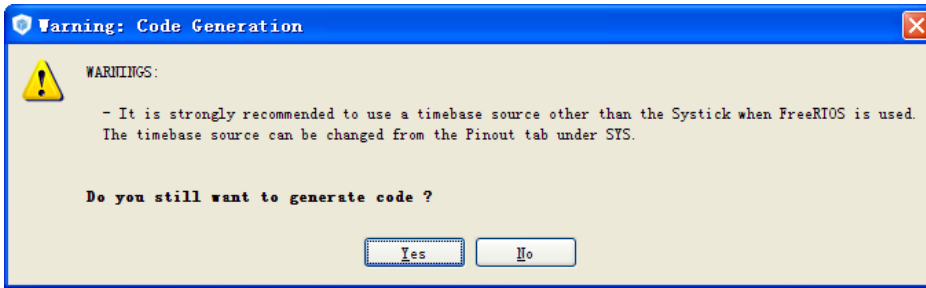 Warning: Code Generation
WARNINGS:
- It is strongly recommended to use a timebase source other than the Systick when FreeRTOS is used.
The timebase source can be changed from the Pinout tab under SYS.
Do you still want to generate code ?
Yes No